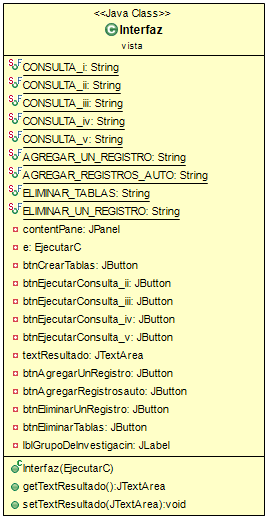 <<Java Class>>
Interfaz
vista
CONSULTA_i: String
CONSULTA_ii: String
CONSULTA_iii: String
CONSULTA_iv: String
CONSULTA_v: String
AGREGAR_UN_REGISTRO: String
AGREGAR_REGISTROS_AUTO: String
ELIMINAR_TABLAS: String
ELIMINAR_UN_REGISTRO: String
contentPane: JPanel
e: EjecutarC
btnCrearTablas: JButton
btnEjecutarConsulta_ii: JButton
btnEjecutarConsulta_iii: JButton
btnEjecutarConsulta_iv: JButton
btnEjecutarConsulta_v: JButton
textResultado: JTextArea
btnAgregarUnRegistro: JButton
btnAgregarRegistrosauto: JButton
btnEliminarUnRegistro: JButton
btnEliminarTablas: JButton
lblGrupoDeInvestigacin: JLabel
Interfaz(EjecutarC)
getTextResultado():JTextArea
setTextResultado(JTextArea):void